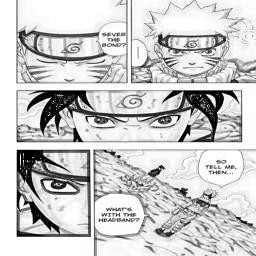 SEVER
THE
BOND?
SO
TELL ME,
THEN...
WHAT'S
WITH THE
HEADBAND?